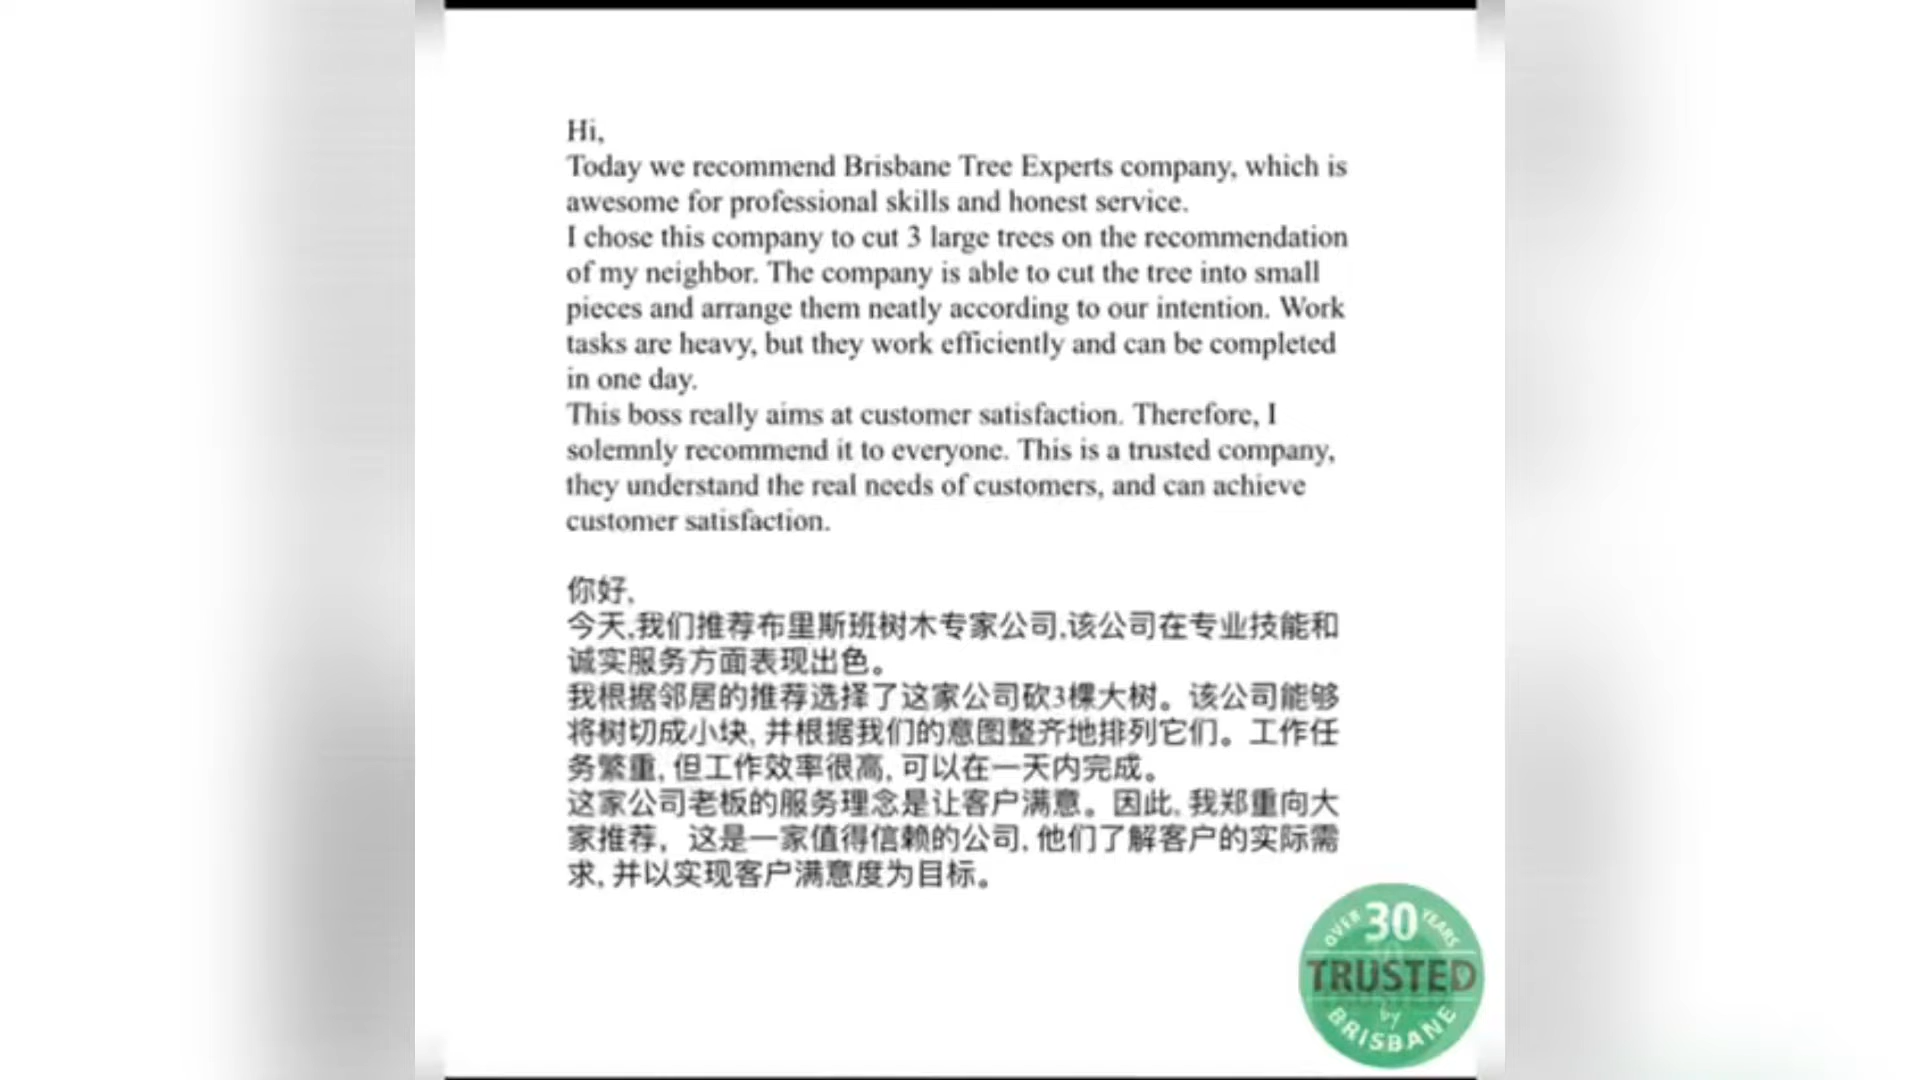 Hi,
Today we recommend Brisbane Tree Experts company, which is
awesome for professional skills and honest service.
I chose this company to cut 3 large trees on the recommendation
of my neighbor. The company is able to cut the tree into small
pieces and arrange them neatly according to our intention. Work
tasks are heavy, but they work efficiently and can be completed
in one day.
This boss really aims at customer satisfaction. Therefore, I
solemnly recommend it to everyone. This is a trusted company,
they understand the real needs of customers, and can achieve
customer satisfaction.
你好,
今天,我们推荐布里斯班树木专家公司,该公司在专业技能和
诚实服务方面表现出色。
我根据邻居的推荐选择了这家公司砍3棵大树。该公司能够
将树切成小块, 并根据我们的意图整齐地排列它们。工作任
务繁重, 但工作效率很高, 可以在一天内完成。
这家公司老板的服务理念是让客户满意。因此, 我郑重向大
家推荐，这是一家值得信赖的公司, 他们了解客户的实际需
求, 并以实现客户满意度为目标。
OVER 30 YEARS
TRUSTED
by
BRISBANE